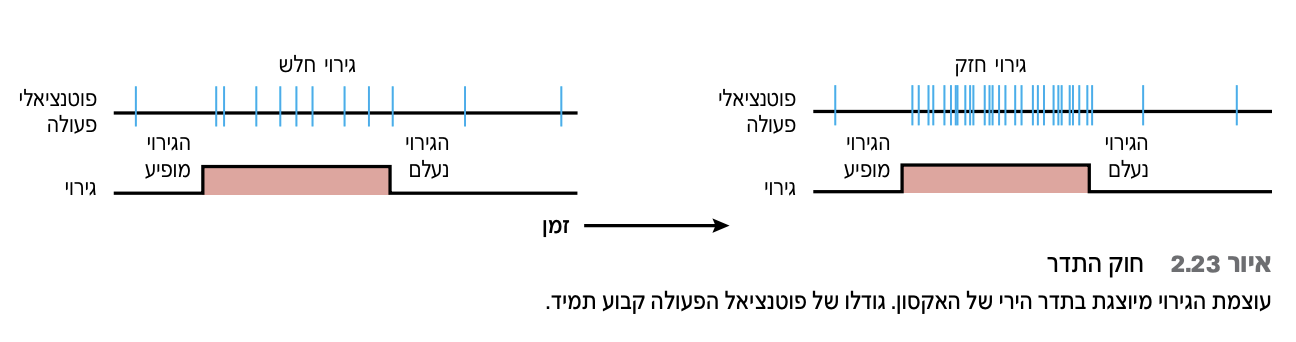 גירוי חזק
פוטנציאלי
פעולה
הגירוי
מופיע
הגירוי
נעלם
גירוי
גירוי חלש
פוטנציאלי
פעולה
הגירוי
מופיע
הגירוי
נעלם
גירוי
זמן
איור 2.23 חוק התדר
עוצמת הגירוי מיוצגת בתדר הירי של האקסון. גודלו של פוטנציאל הפעולה קבוע תמיד.